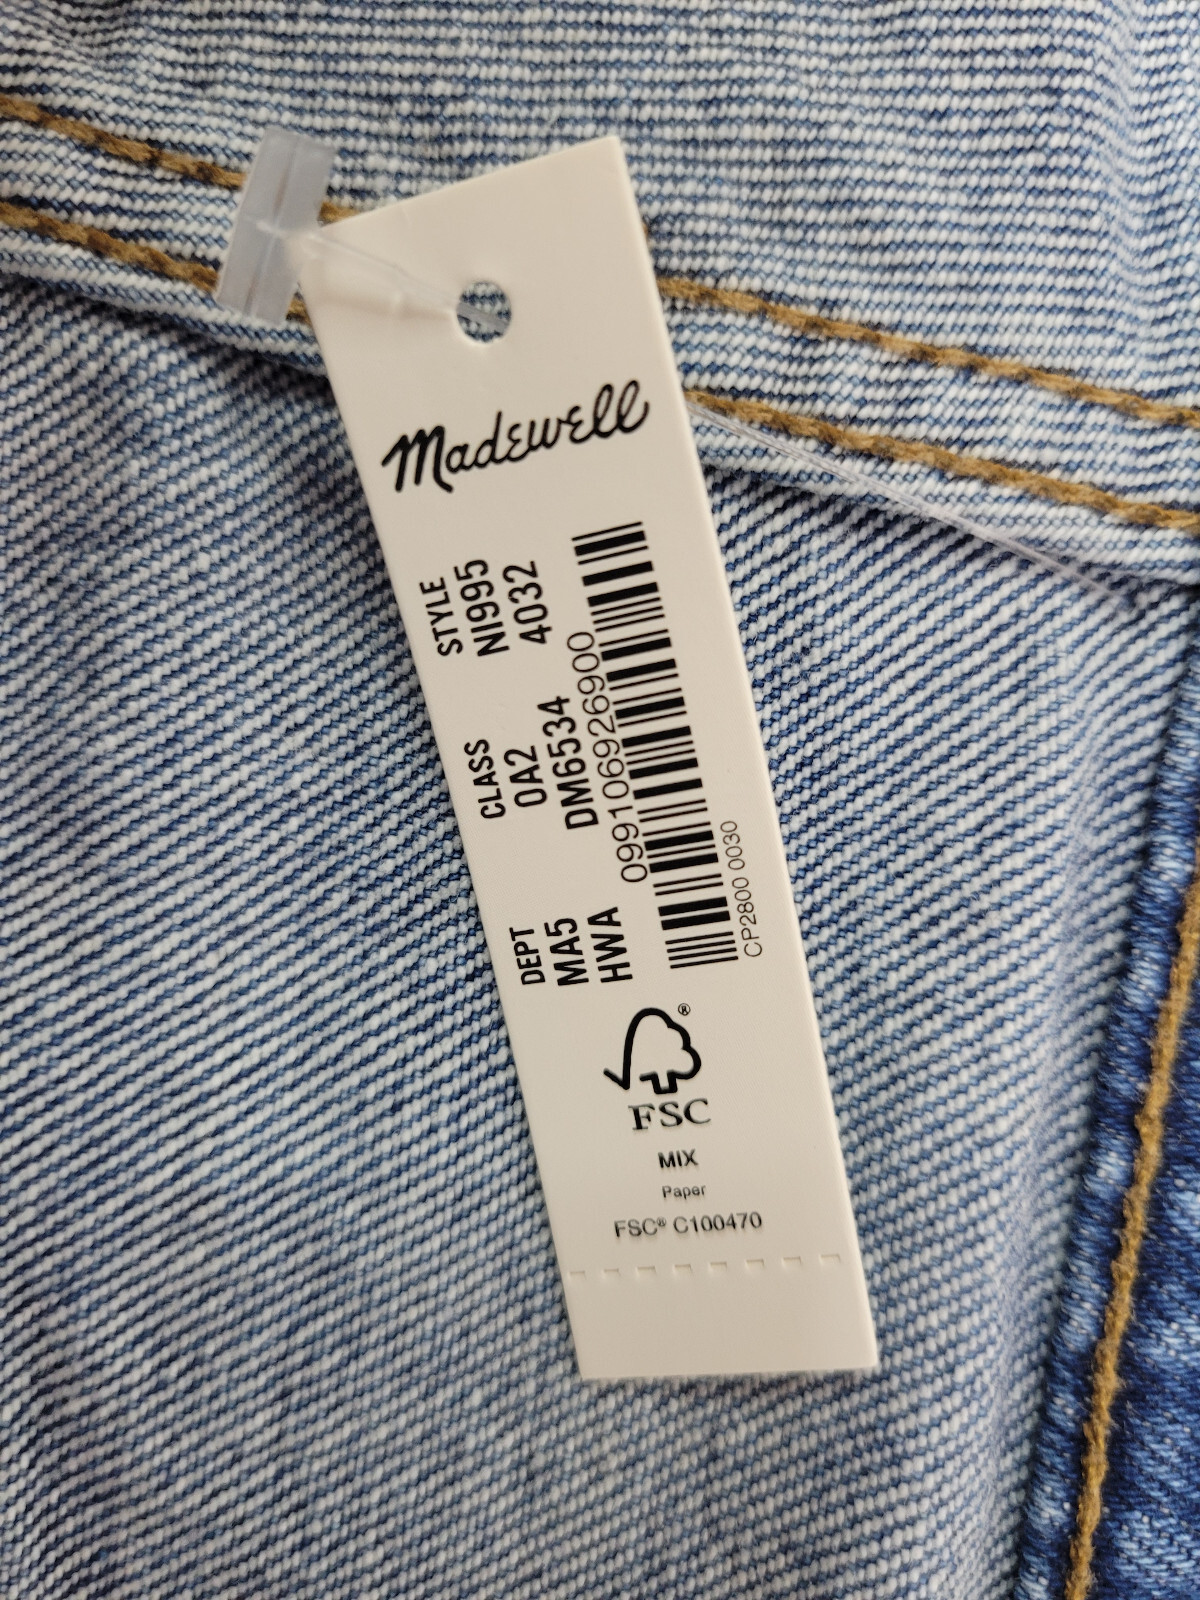 Madewell
DEPT CLASS STYLE
MA5 0A2 NI995
HWA DM6534 4032
099106926900
CP2800 0030
®
FSC
MIX
Paper
FSC® C100470